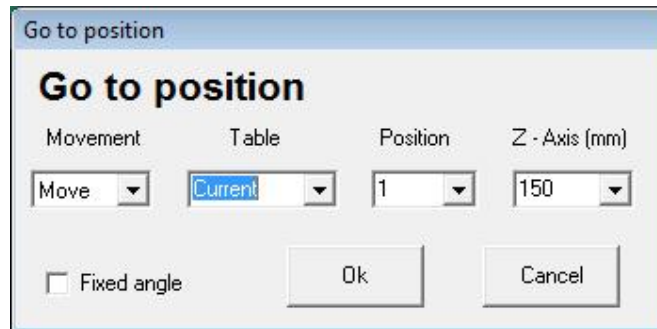 Go to position
Go to position
Movement Table Position Z - Axis (mm)
Move Current 1 150
Fixed angle Ok Cancel